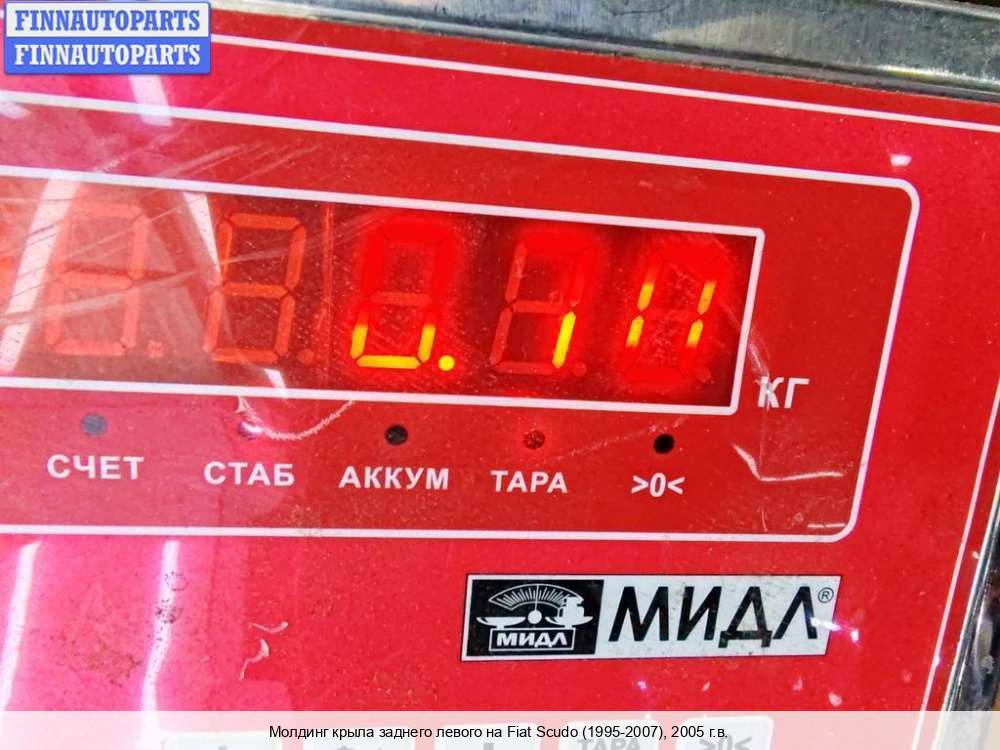 FINNAUTOPARTS
FINNAUTOPARTS
КГ
СЧЕТ СТАБ АККУМ ТАРА >0<
МИДЛ МИДЛ®
Молдинг крыла заднего левого на Fiat Scudo (1995-2007), 2005 г.в.
ТАРА >0<